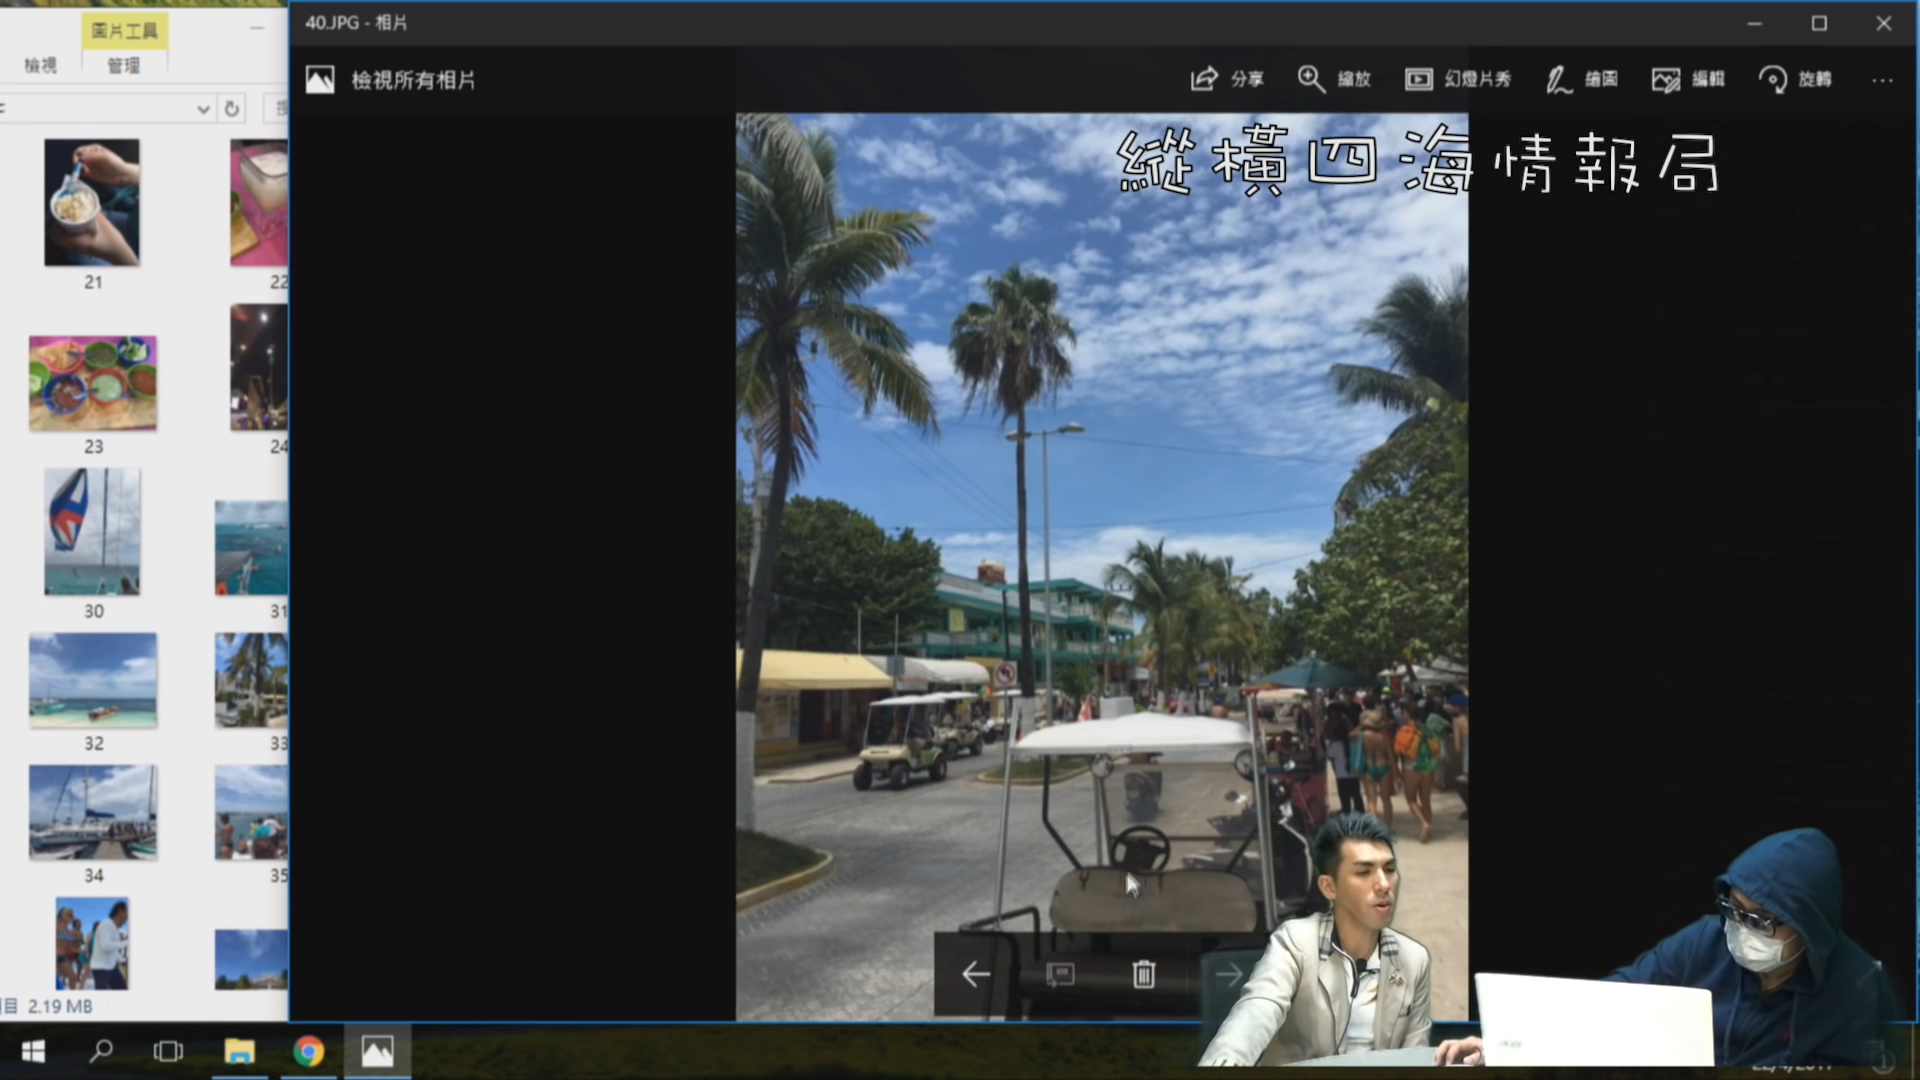 圖片工具
檢視
管理
21
22
23
24
30
31
32
33
34
35
2.19 MB
40.JPG - 相片
檢視所有相片
分享
縮放
幻燈片秀
繪圖
編輯
旋轉
縱橫四海情報局